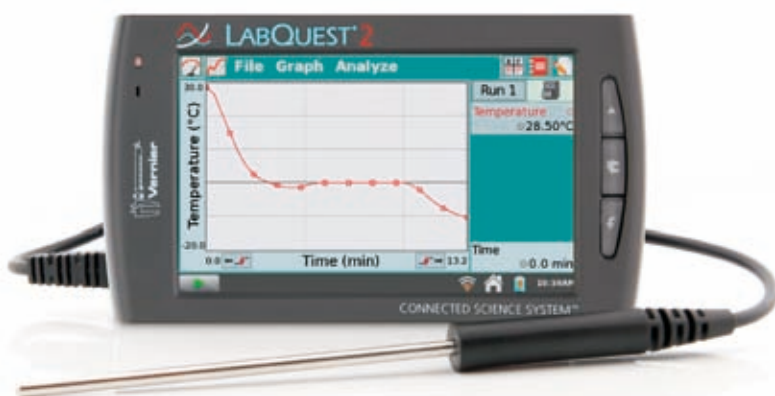 LABQUEST 2
File Graph Analyze
Run 1
30.0
Temperature
28.50°C
Temperature (°C)
Vernier
-20.0
0.0
Time (min)
13.2
Time
0.0 min
CONNECTED SCIENCE SYSTEM™